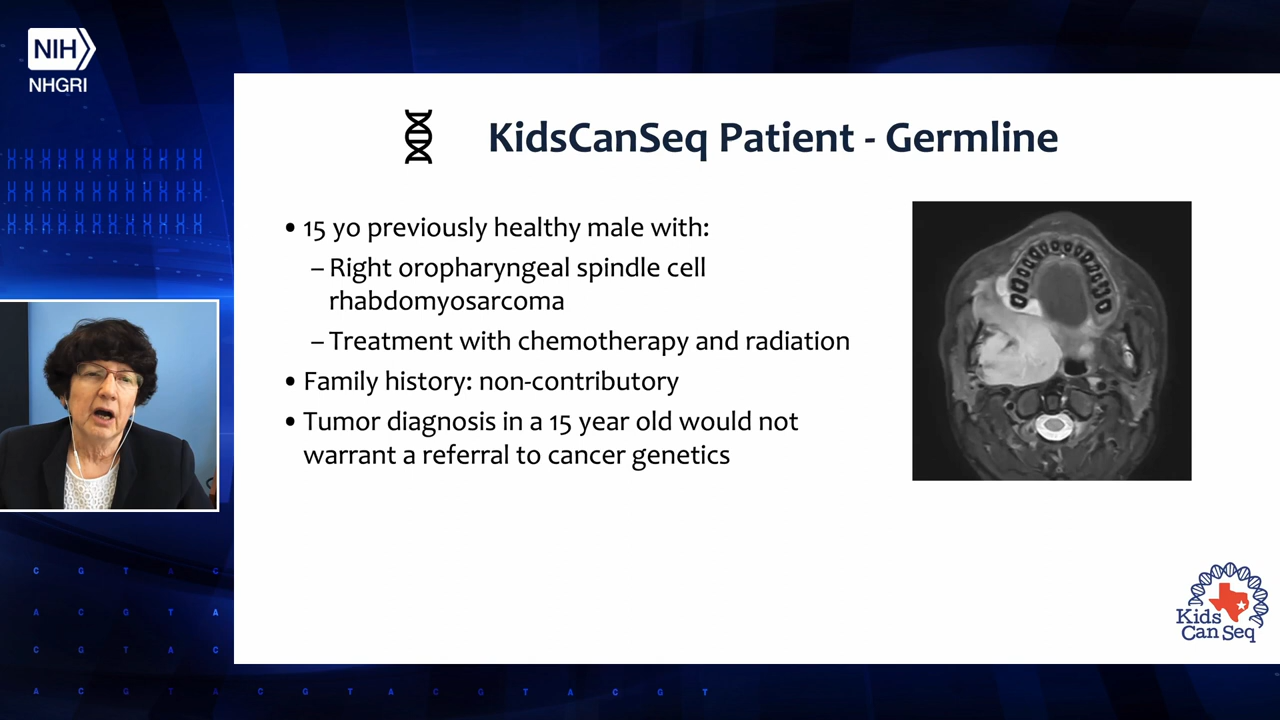 NIH
NHGRI
KidsCanSeq Patient - Germline
• 15 yo previously healthy male with:
– Right oropharyngeal spindle cell
rhabdomyosarcoma
– Treatment with chemotherapy and radiation
• Family history: non-contributory
• Tumor diagnosis in a 15 year old would not
warrant a referral to cancer genetics
Kids
Can Seq
C G T A C
A C G T A
C G T A C
A C G T A C G T A C G T A C G T